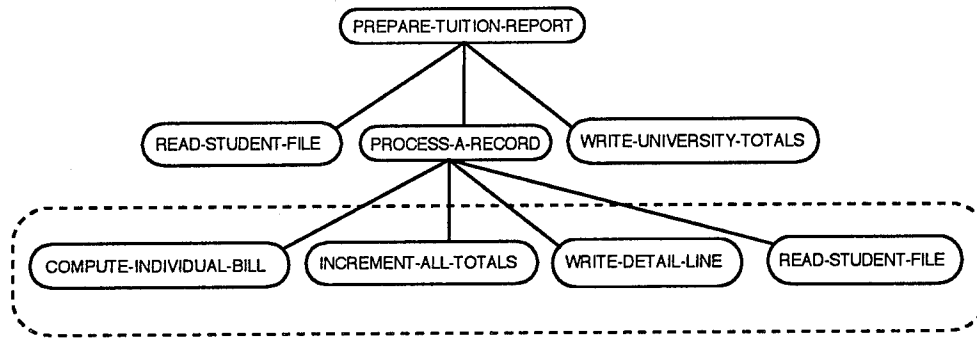 PREPARE-TUITION-REPORT
READ-STUDENT-FILE
PROCESS-A-RECORD
WRITE-UNIVERSITY-TOTALS
COMPUTE-INDIVIDUAL-BILL
INCREMENT-ALL-TOTALS
WRITE-DETAIL-LINE
READ-STUDENT-FILE